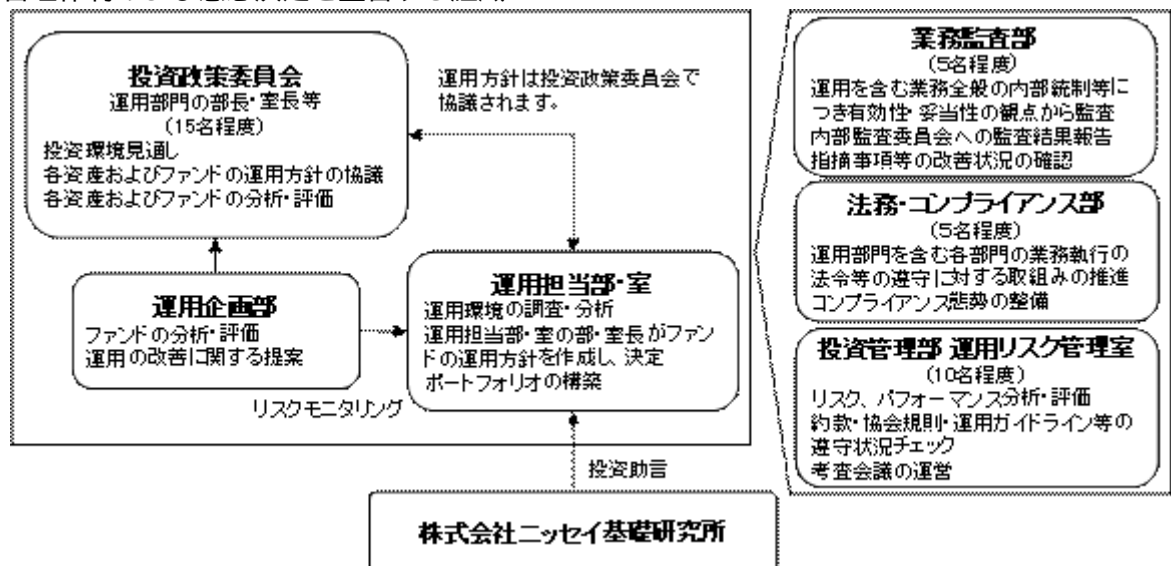 投資政策委員会
運用部門の部長・室長等
(15名程度)
投資環境見通し
各資産およびファンドの運用方針の協議
各資産およびファンドの分析・評価
運用方針は投資政策委員会で
協議されます。
運用企画部
ファンドの分析・評価
運用の改善に関する提案
運用担当部・室
運用環境の調査・分析
運用担当部・室の部・室長がファン
ドの運用方針を作成し、決定
ポートフォリオの構築
リスクモニタリング
投資助言
株式会社ニッセイ基礎研究所
業務監査部
(5名程度)
運用を含む業務全般の内部統制等に
つき有効性・妥当性の観点から監査
内部監査委員会への監査結果報告
指摘事項等の改善状況の確認
法務・コンプライアンス部
(5名程度)
運用部門を含む各部門の業務執行の
法令等の遵守に対する取組みの推進
コンプライアンス態勢の整備
投資管理部 運用リスク管理室
(10名程度)
リスク、パフォーマンス分析・評価
約款・協会規則・運用ガイドライン等の
遵守状況チェック
考査会議の運営